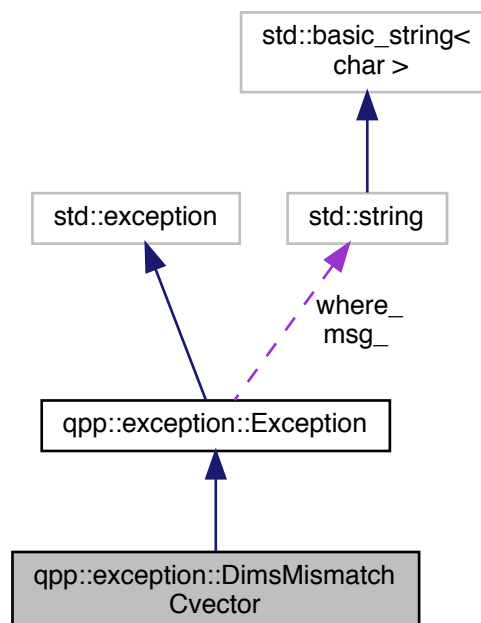 std::basic_string<
char >
std::exception
std::string
where_
msg_
qpp::exception::Exception
qpp::exception::DimsMismatch
Cvector